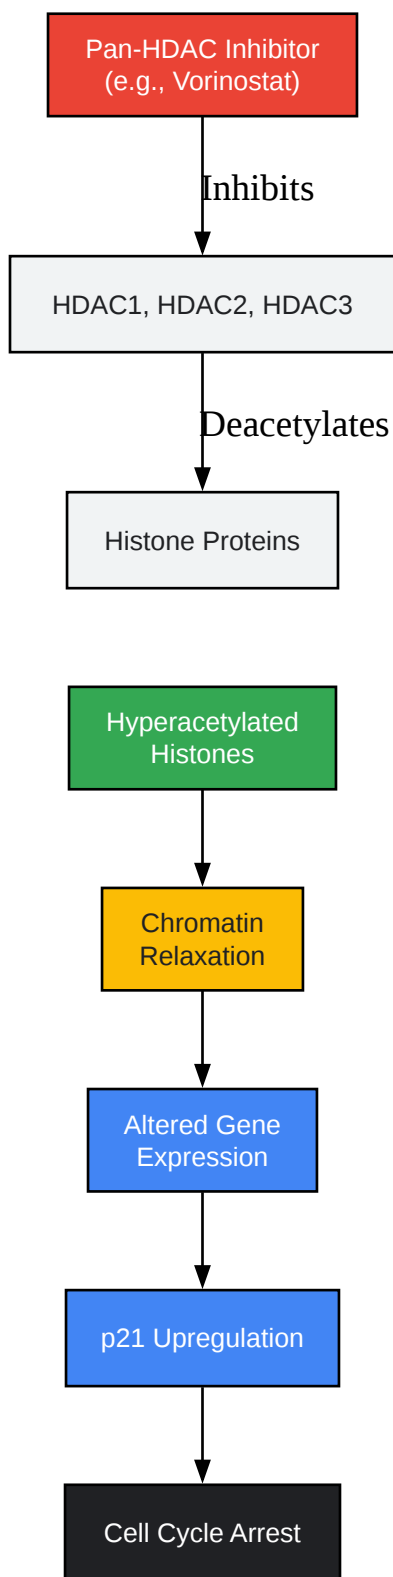 Pan-HDAC Inhibitor
(e.g., Vorinostat)
Inhibits
HDAC1, HDAC2, HDAC3
Deacetylates
Histone Proteins
Hyperacetylated
Histones
Chromatin
Relaxation
Altered Gene
Expression
p21 Upregulation
Cell Cycle Arrest